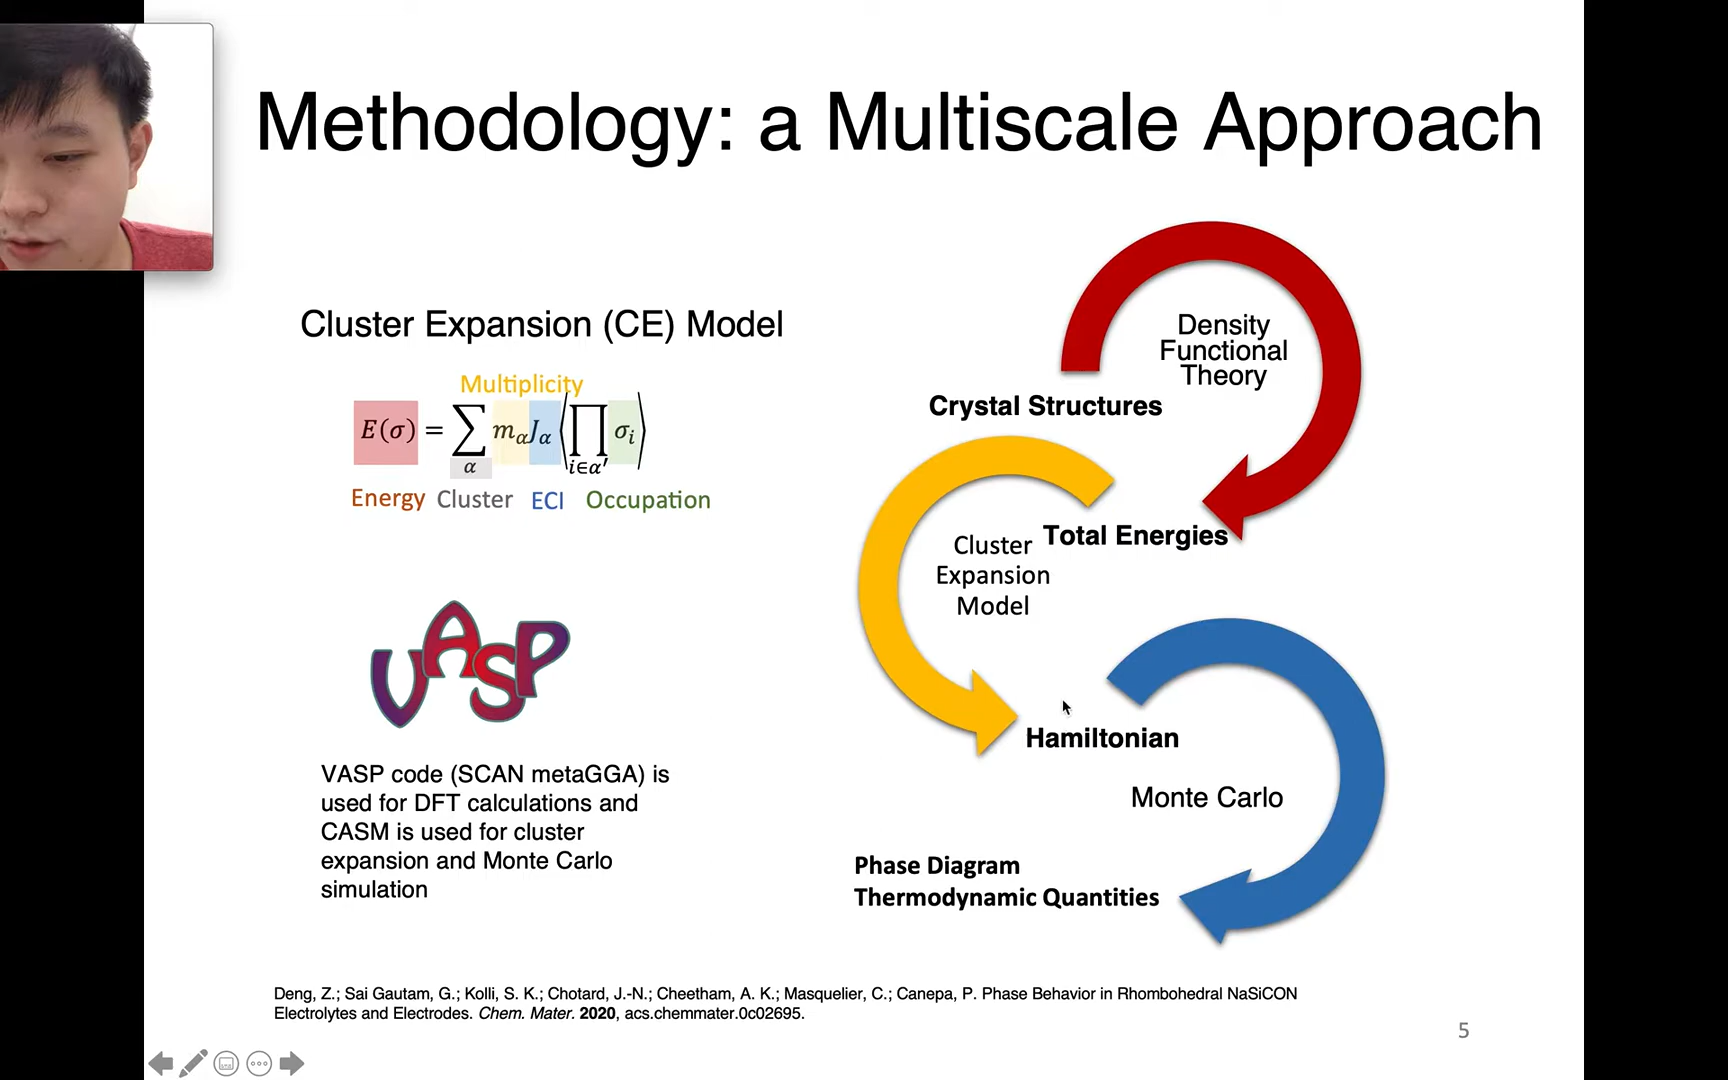 Methodology: a Multiscale Approach
Cluster Expansion (CE) Model
Multiplicity
E(σ) = ∑ mαJα ⟨∏ σi⟩
α i∈α′
Energy Cluster ECI Occupation
VASP
VASP code (SCAN metaGGA) is
used for DFT calculations and
CASM is used for cluster
expansion and Monte Carlo
simulation
Density
Functional
Theory
Crystal Structures
Total Energies
Cluster
Expansion
Model
Hamiltonian
Monte Carlo
Phase Diagram
Thermodynamic Quantities
Deng, Z.; Sai Gautam, G.; Kolli, S. K.; Chotard, J.-N.; Cheetham, A. K.; Masquelier, C.; Canepa, P. Phase Behavior in Rhombohedral NaSiCON
Electrolytes and Electrodes. Chem. Mater. 2020, acs.chemmater.0c02695.
5